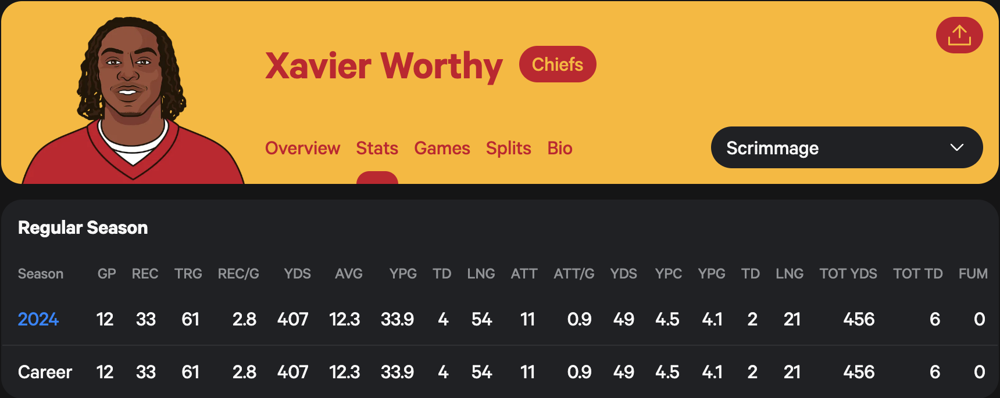 Xavier Worthy Chiefs
Overview Stats Games Splits Bio Scrimmage
Regular Season
Season GP REC TRG REC/G YDS AVG YPG TD LNG ATT ATT/G YDS YPC YPG TD LNG TOT YDS TOT TD FUM
2024 12 33 61 2.8 407 12.3 33.9 4 54 11 0.9 49 4.5 4.1 2 21 456 6 0
Career 12 33 61 2.8 407 12.3 33.9 4 54 11 0.9 49 4.5 4.1 2 21 456 6 0